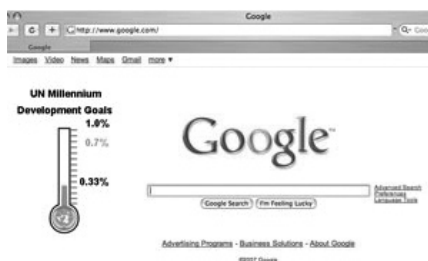 Google
http://www.google.com/
Google
Images Video News Maps Gmail more ▼
UN Millennium
Development Goals
1.0%
0.7%
0.33%
Google™
Advanced Search
Preferences
Language Tools
Google Search I'm Feeling Lucky
Advertising Programs - Business Solutions - About Google
©2007 Google